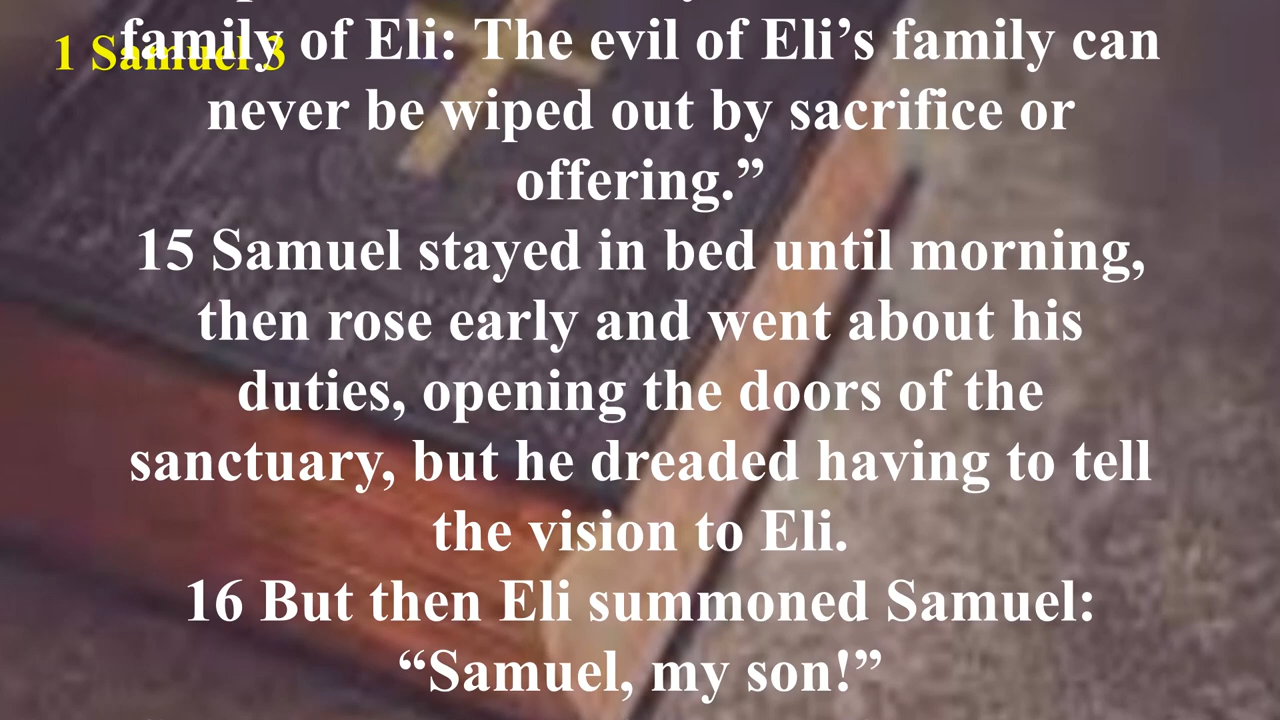 1 Samuel 3
family of Eli: The evil of Eli’s family can
never be wiped out by sacrifice or
offering.”
15 Samuel stayed in bed until morning,
then rose early and went about his
duties, opening the doors of the
sanctuary, but he dreaded having to tell
the vision to Eli.
16 But then Eli summoned Samuel:
“Samuel, my son!”